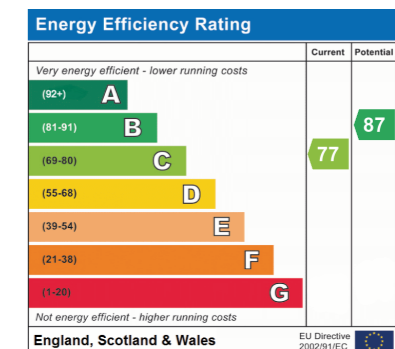 Energy Efficiency Rating
Current Potential
Very energy efficient - lower running costs
(92+) A
(81-91) B
87
(69-80) C
77
(55-68) D
(39-54) E
(21-38) F
(1-20) G
Not energy efficient - higher running costs
England, Scotland & Wales
EU Directive
2002/91/EC